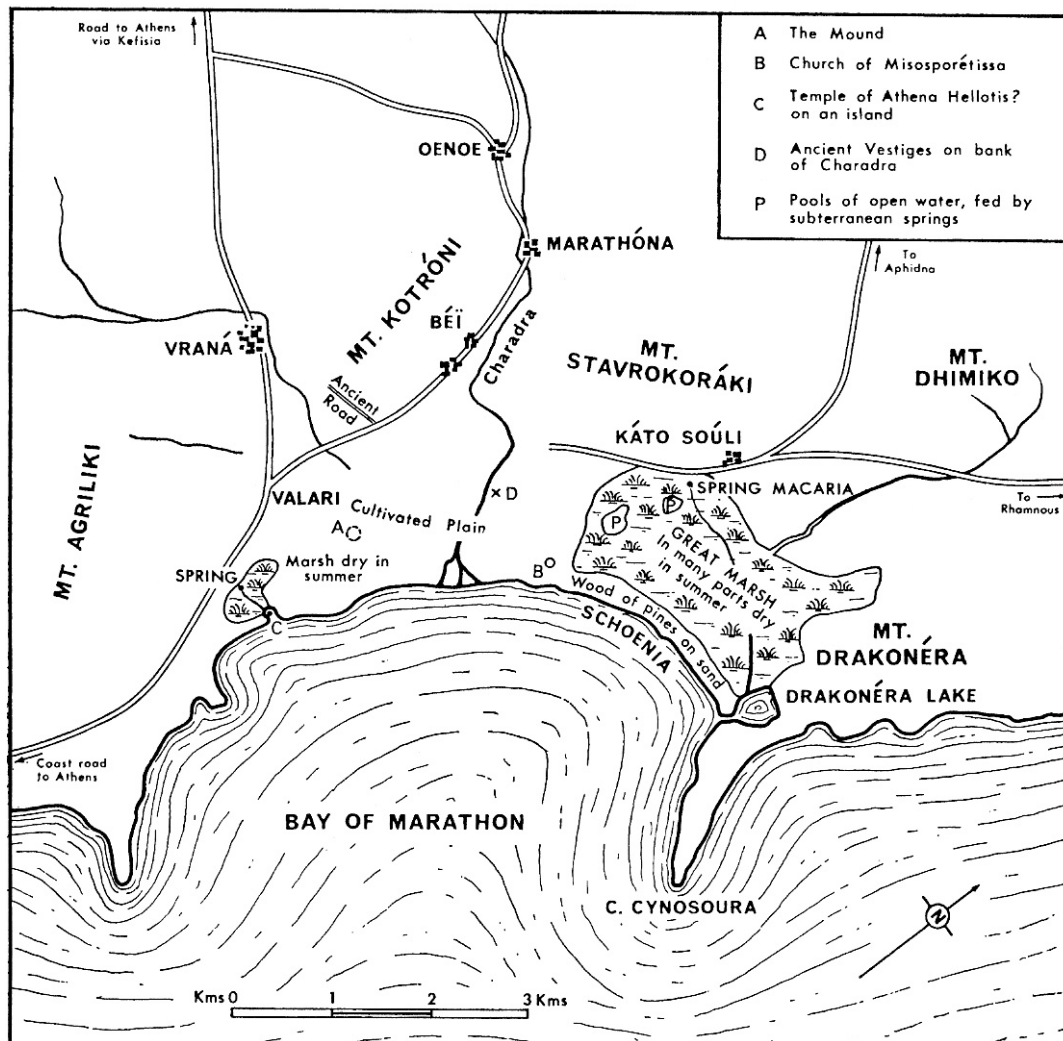 Road to Athens
via Kefisia
A The Mound
B Church of Misosporétissa
C Temple of Athena Hellotis?
on an island
D Ancient Vestiges on bank
of Charadra
P Pools of open water, fed by
subterranean springs
OENOE
MARATHÓNA
To
Aphidna
MT. KOTRÓNI
BÉÏ
Charadra
VRANÁ
MT.
STAVROKORÁKI
MT.
DHIMIKO
Ancient
Road
KÁTO SOÚLI
MT. AGRILIKI
SPRING MACARIA
To
Rhamnous
VALARI
Cultivated Plain
D
A
P
P
GREAT MARSH
In many parts dry
in summer
Marsh dry in
summer
SPRING
B
Wood of pines on sand
SCHOENIA
C
MT.
DRAKONÉRA
DRAKONÉRA LAKE
Coast road
to Athens
BAY OF MARATHON
C. CYNOSOURA
N
Kms 0 1 2 3 Kms